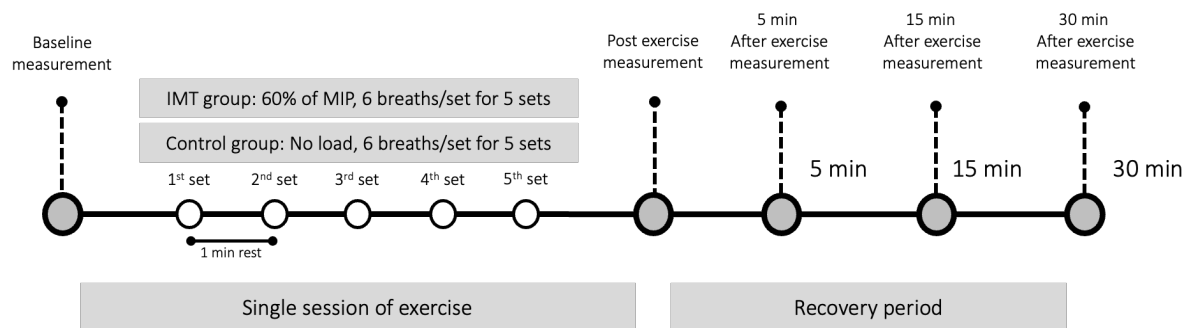 Baseline
measurement
IMT group: 60% of MIP, 6 breaths/set for 5 sets
Control group: No load, 6 breaths/set for 5 sets
1st set
2nd set
3rd set
4th set
5th set
1 min rest
Post exercise
measurement
5 min
After exercise
measurement
15 min
After exercise
measurement
30 min
After exercise
measurement
5 min
15 min
30 min
Single session of exercise
Recovery period